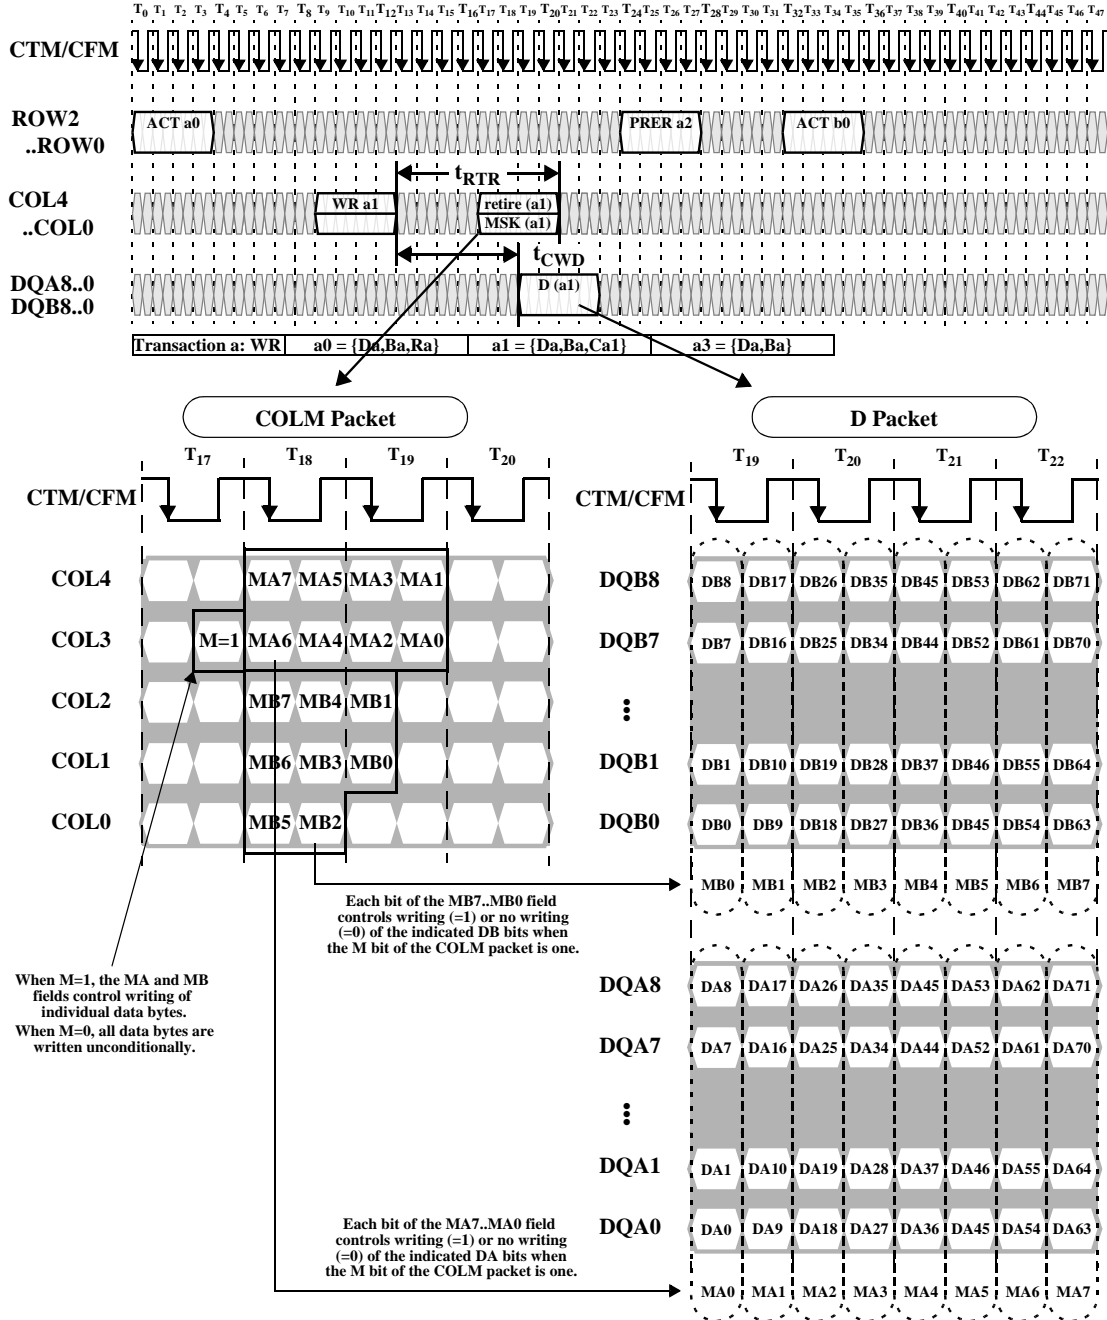 T0 T1 T2 T3 T4 T5 T6 T7 T8 T9 T10 T11 T12 T13 T14 T15 T16 T17 T18 T19 T20 T21 T22 T23 T24 T25 T26 T27 T28 T29 T30 T31 T32 T33 T34 T35 T36 T37 T38 T39 T40 T41 T42 T43 T44 T45 T46 T47
CTM/CFM
ROW2
..ROW0
ACT a0 PRER a2 ACT b0
tRTR
COL4
..COL0
WR a1 retire (a1)
MSK (a1)
tCWD
DQA8..0
DQB8..0
D (a1)
Transaction a: WR a0 = {Da,Ba,Ra} a1 = {Da,Ba,Ca1} a3 = {Da,Ba}
COLM Packet
T17 T18 T19 T20
CTM/CFM
COL4 MA7 MA5 MA3 MA1
COL3 M=1 MA6 MA4 MA2 MA0
COL2 MB7 MB4 MB1
COL1 MB6 MB3 MB0
COL0 MB5 MB2
Each bit of the MB7..MB0 field
controls writing (=1) or no writing
(=0) of the indicated DB bits when
the M bit of the COLM packet is one.
When M=1, the MA and MB
fields control writing of
individual data bytes.
When M=0, all data bytes are
written unconditionally.
Each bit of the MA7..MA0 field
controls writing (=1) or no writing
(=0) of the indicated DA bits when
the M bit of the COLM packet is one.
D Packet
T19 T20 T21 T22
CTM/CFM
DQB8 DB8 DB17 DB26 DB35 DB45 DB53 DB62 DB71
DQB7 DB7 DB16 DB25 DB34 DB44 DB52 DB61 DB70
DQB1 DB1 DB10 DB19 DB28 DB37 DB46 DB55 DB64
DQB0 DB0 DB9 DB18 DB27 DB36 DB45 DB54 DB63
MB0 MB1 MB2 MB3 MB4 MB5 MB6 MB7
DQA8 DA8 DA17 DA26 DA35 DA45 DA53 DA62 DA71
DQA7 DA7 DA16 DA25 DA34 DA44 DA52 DA61 DA70
DQA1 DA1 DA10 DA19 DA28 DA37 DA46 DA55 DA64
DQA0 DA0 DA9 DA18 DA27 DA36 DA45 DA54 DA63
MA0 MA1 MA2 MA3 MA4 MA5 MA6 MA7